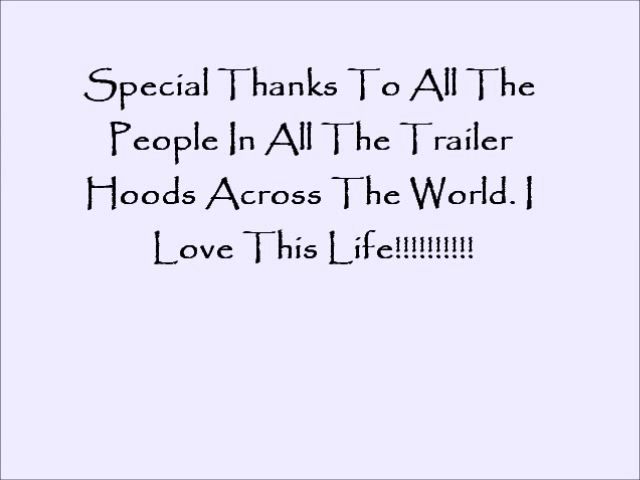 Special Thanks To All The
People In All The Trailer
Hoods Across The World. I
Love This Life!!!!!!!!!!